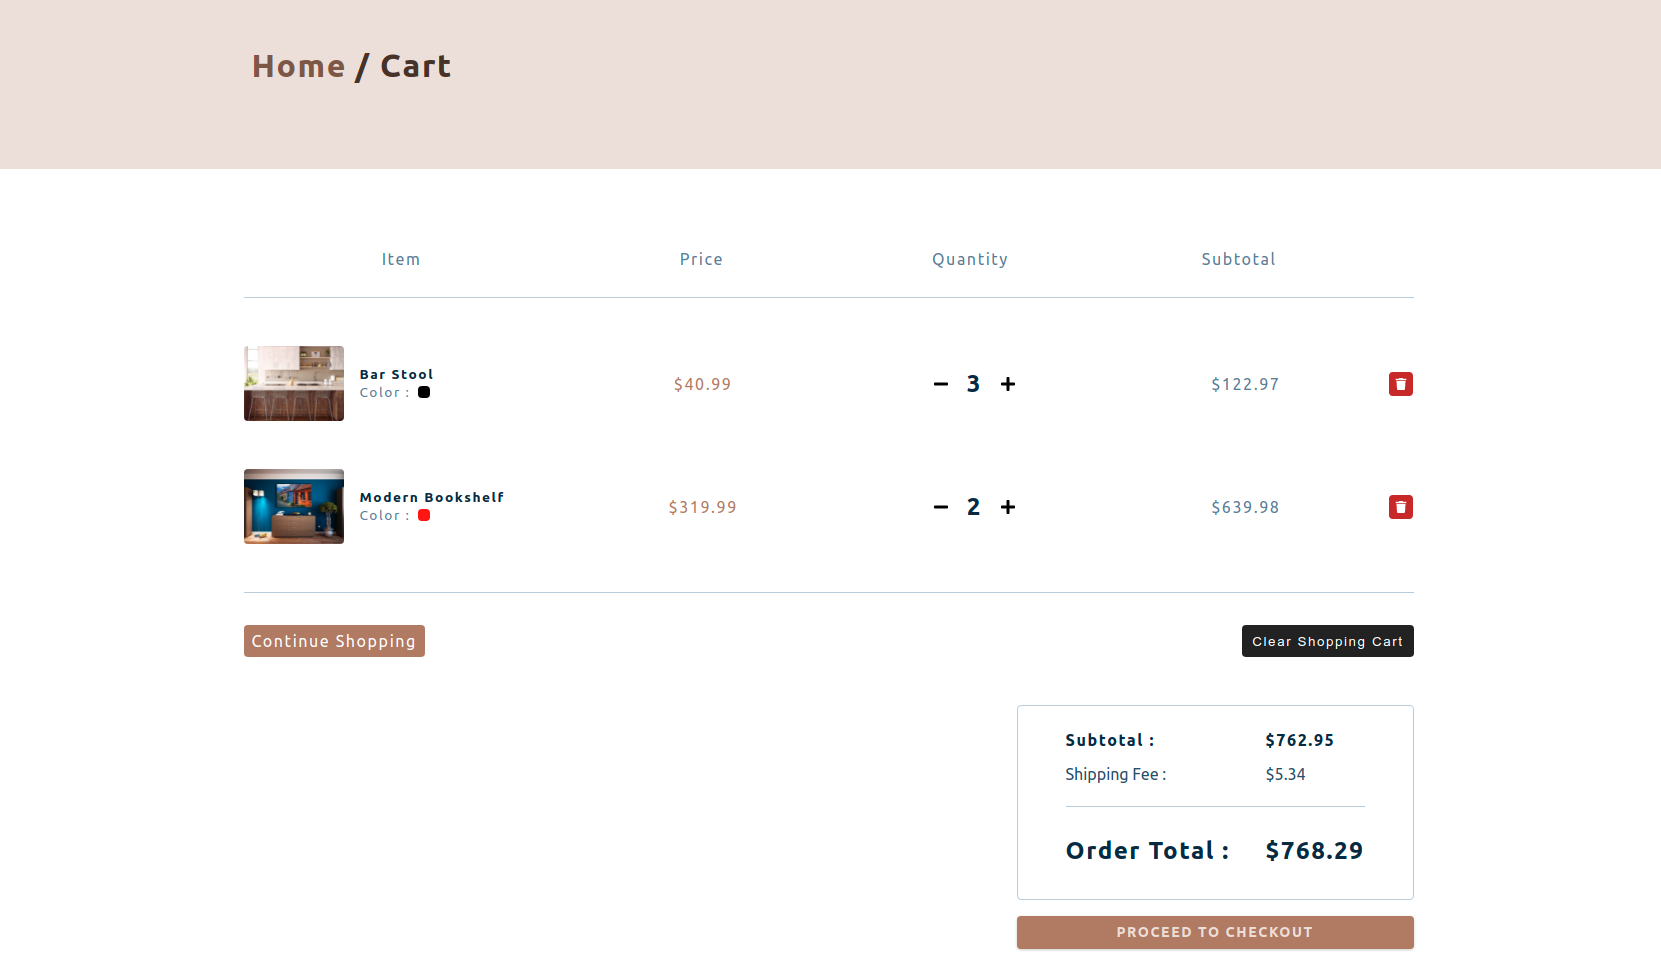 Home / Cart
Item Price Quantity Subtotal
Bar Stool
Color :
$40.99 3 $122.97
Modern Bookshelf
Color :
$319.99 2 $639.98
Continue Shopping Clear Shopping Cart
Subtotal : $762.95
Shipping Fee : $5.34
Order Total : $768.29
PROCEED TO CHECKOUT